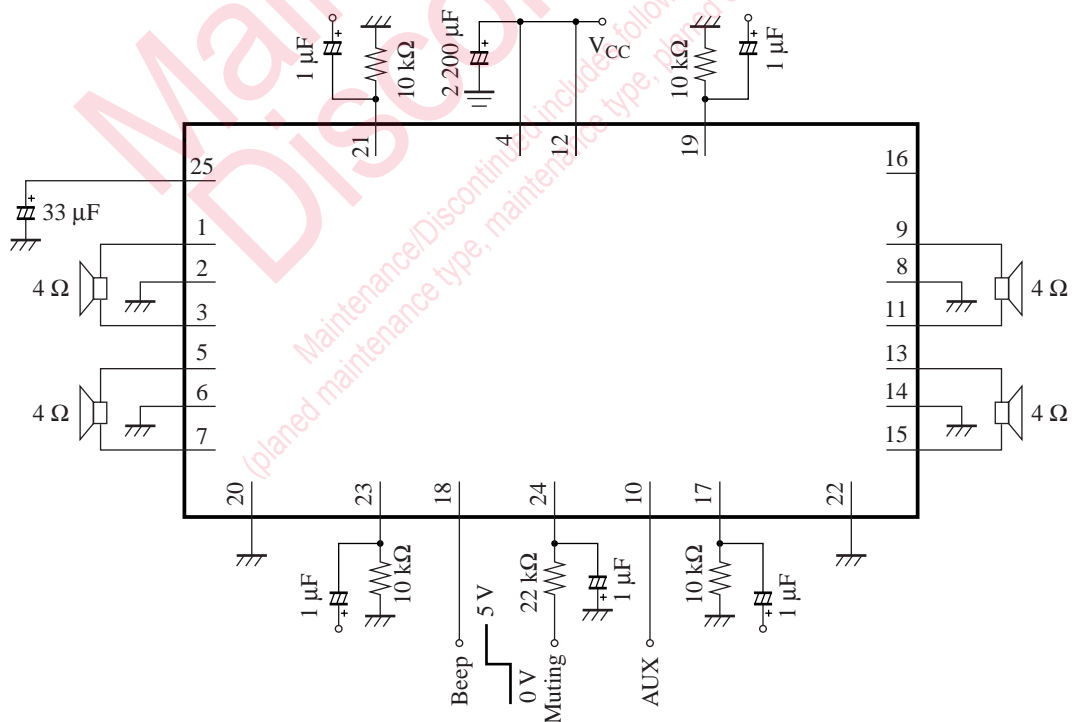 1 µF
10 kΩ
2 200 µF
V_CC
10 kΩ
1 µF
21
4
12
19
25
16
33 µF
1
2
3
4 Ω
9
8
11
4 Ω
5
6
7
4 Ω
13
14
15
4 Ω
20
23
18
24
10
17
22
1 µF
10 kΩ
22 kΩ
1 µF
10 kΩ
1 µF
5 V
0 V
Beep
Muting
AUX
Maintenance/Discontinued includes follow
(planed maintenance type, maintenance type, planed